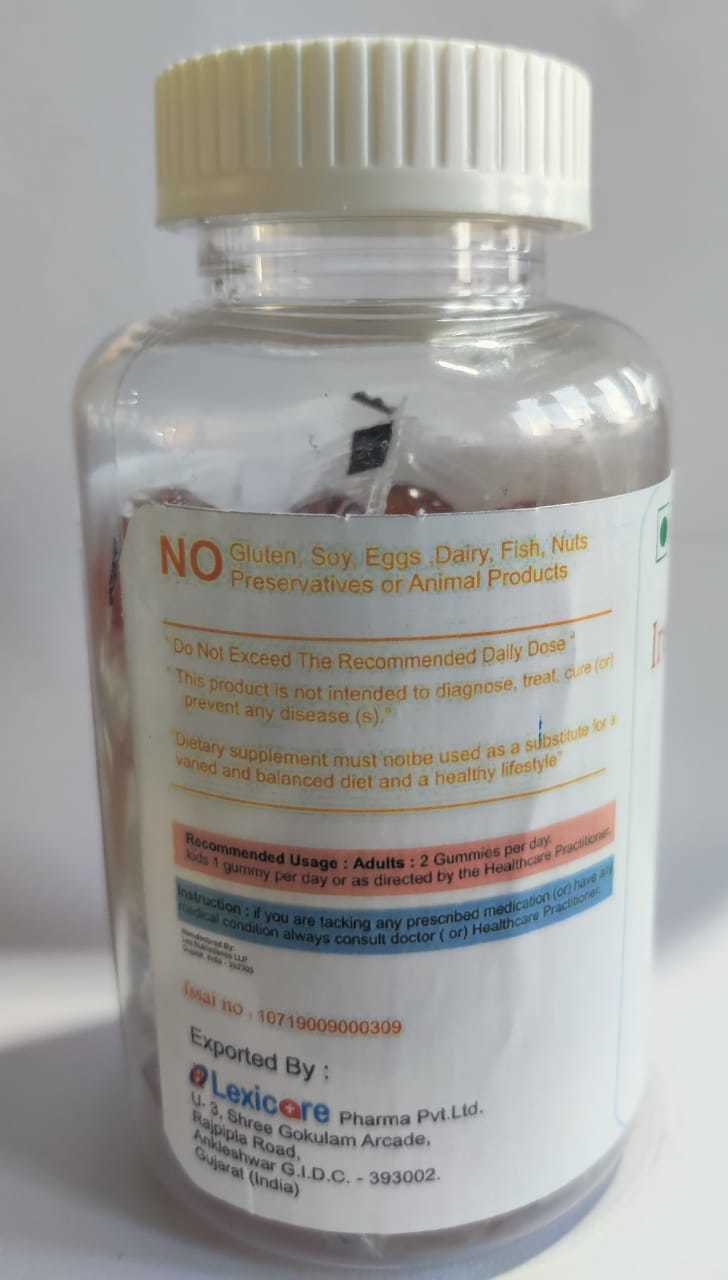 NO Gluten, Soy, Eggs ,Dairy, Fish, Nuts
Preservatives or Animal Products
"Do Not Exceed The Recommended Daily Dose "
" This product is not intended to diagnose, treat, cure (or)
prevent any disease (s)."
"Dietary supplement must notbe used as a substitute for a
varied and balanced diet and a healthy lifestyle"
Recommended Usage : Adults : 2 Gummies per day.
kids 1 gummy per day or as directed by the Healthcare Practitioner.
Instruction : if you are tacking any prescribed medication (or) have any
medical condition always consult doctor ( or) Healthcare Practitioner.
By:
LLP
Gujarat, India -
fssai no . 10719009000309
Exported By :
Lexicare Pharma Pvt.Ltd.
U. 3, Shree Gokulam Arcade,
Rajpipla Road,
Ankleshwar G.I.D.C. - 393002.
Gujarat (India)